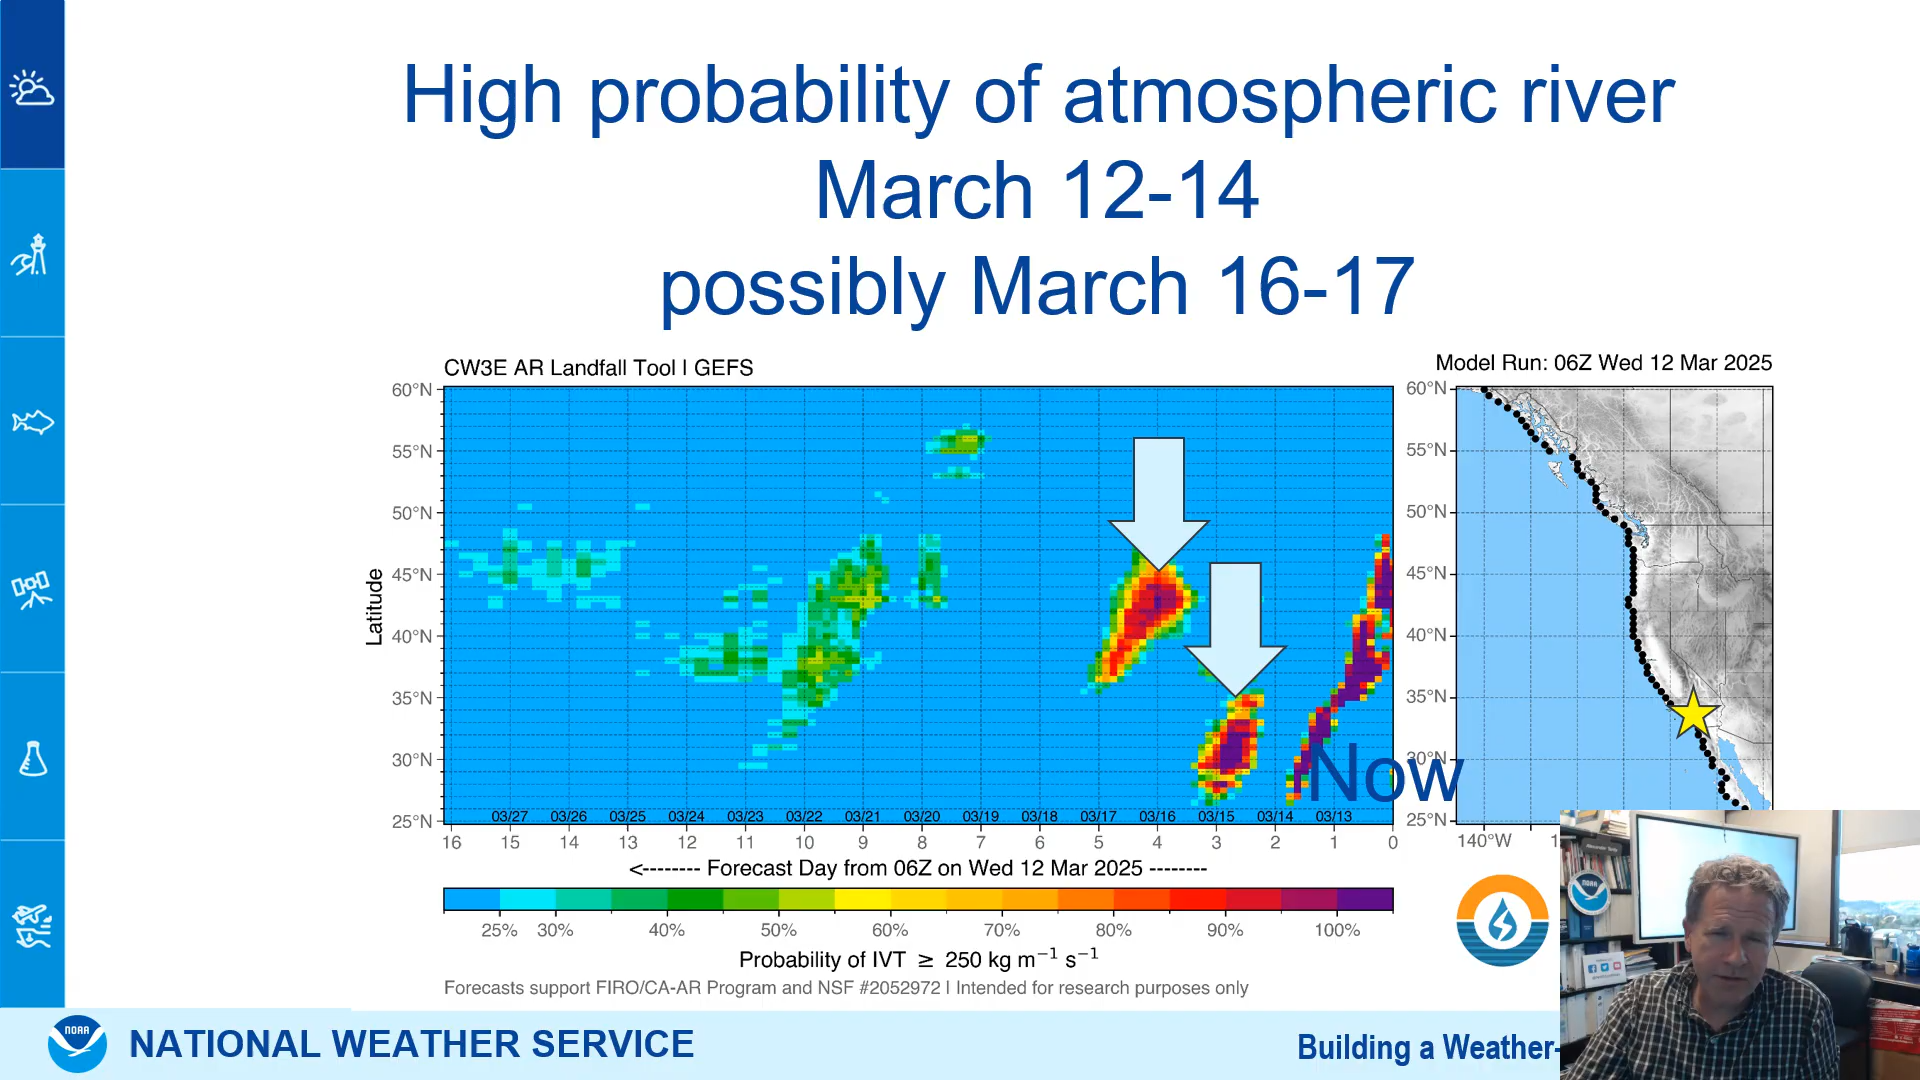 High probability of atmospheric river
March 12-14
possibly March 16-17
CW3E AR Landfall Tool | GEFS
Model Run: 06Z Wed 12 Mar 2025
60°N
55°N
50°N
45°N
40°N
35°N
30°N
25°N
Latitude
60°N
55°N
50°N
45°N
40°N
35°N
30°N
25°N
Now
03/27 03/26 03/25 03/24 03/23 03/22 03/21 03/20 03/19 03/18 03/17 03/16 03/15 03/14 03/13
16 15 14 13 12 11 10 9 8 7 6 5 4 3 2 1 0
140°W
<-------- Forecast Day from 06Z on Wed 12 Mar 2025 --------
25% 30% 40% 50% 60% 70% 80% 90% 100%
Probability of IVT ≥ 250 kg m⁻¹ s⁻¹
Forecasts support FIRO/CA-AR Program and NSF #2052972 | Intended for research purposes only
NOAA
NATIONAL WEATHER SERVICE
Building a Weather-
NOAA